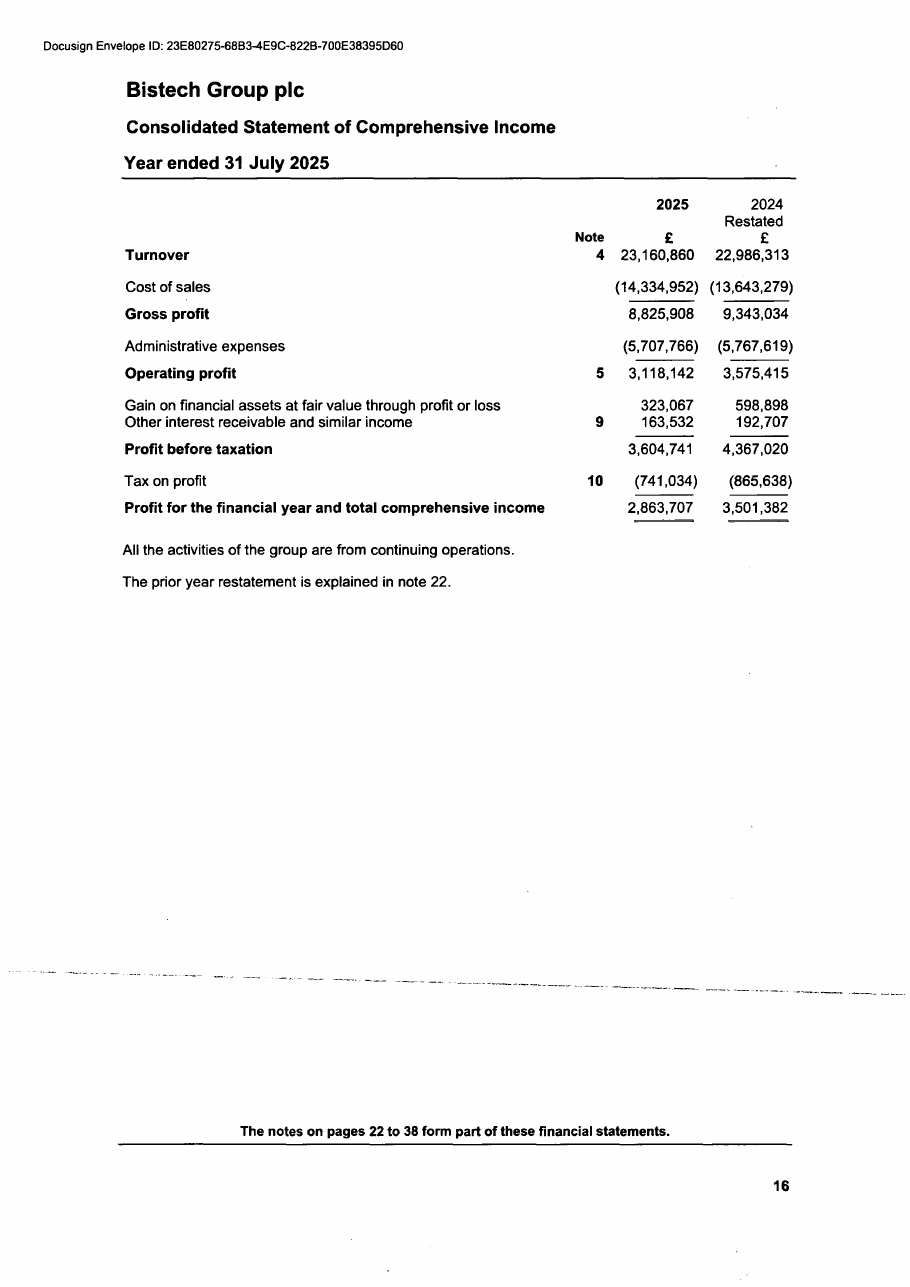 Docusign Envelope ID: 23E80275-68B3-4E9C-822B-700E38395D60
Bistech Group plc
Consolidated Statement of Comprehensive Income
Year ended 31 July 2025
2025 2024
Restated
Note £ £
Turnover 4 23,160,860 22,986,313
Cost of sales (14,334,952) (13,643,279)
Gross profit 8,825,908 9,343,034
Administrative expenses (5,707,766) (5,767,619)
Operating profit 5 3,118,142 3,575,415
Gain on financial assets at fair value through profit or loss 323,067 598,898
Other interest receivable and similar income 9 163,532 192,707
Profit before taxation 3,604,741 4,367,020
Tax on profit 10 (741,034) (865,638)
Profit for the financial year and total comprehensive income 2,863,707 3,501,382
All the activities of the group are from continuing operations.
The prior year restatement is explained in note 22.
The notes on pages 22 to 38 form part of these financial statements.
16